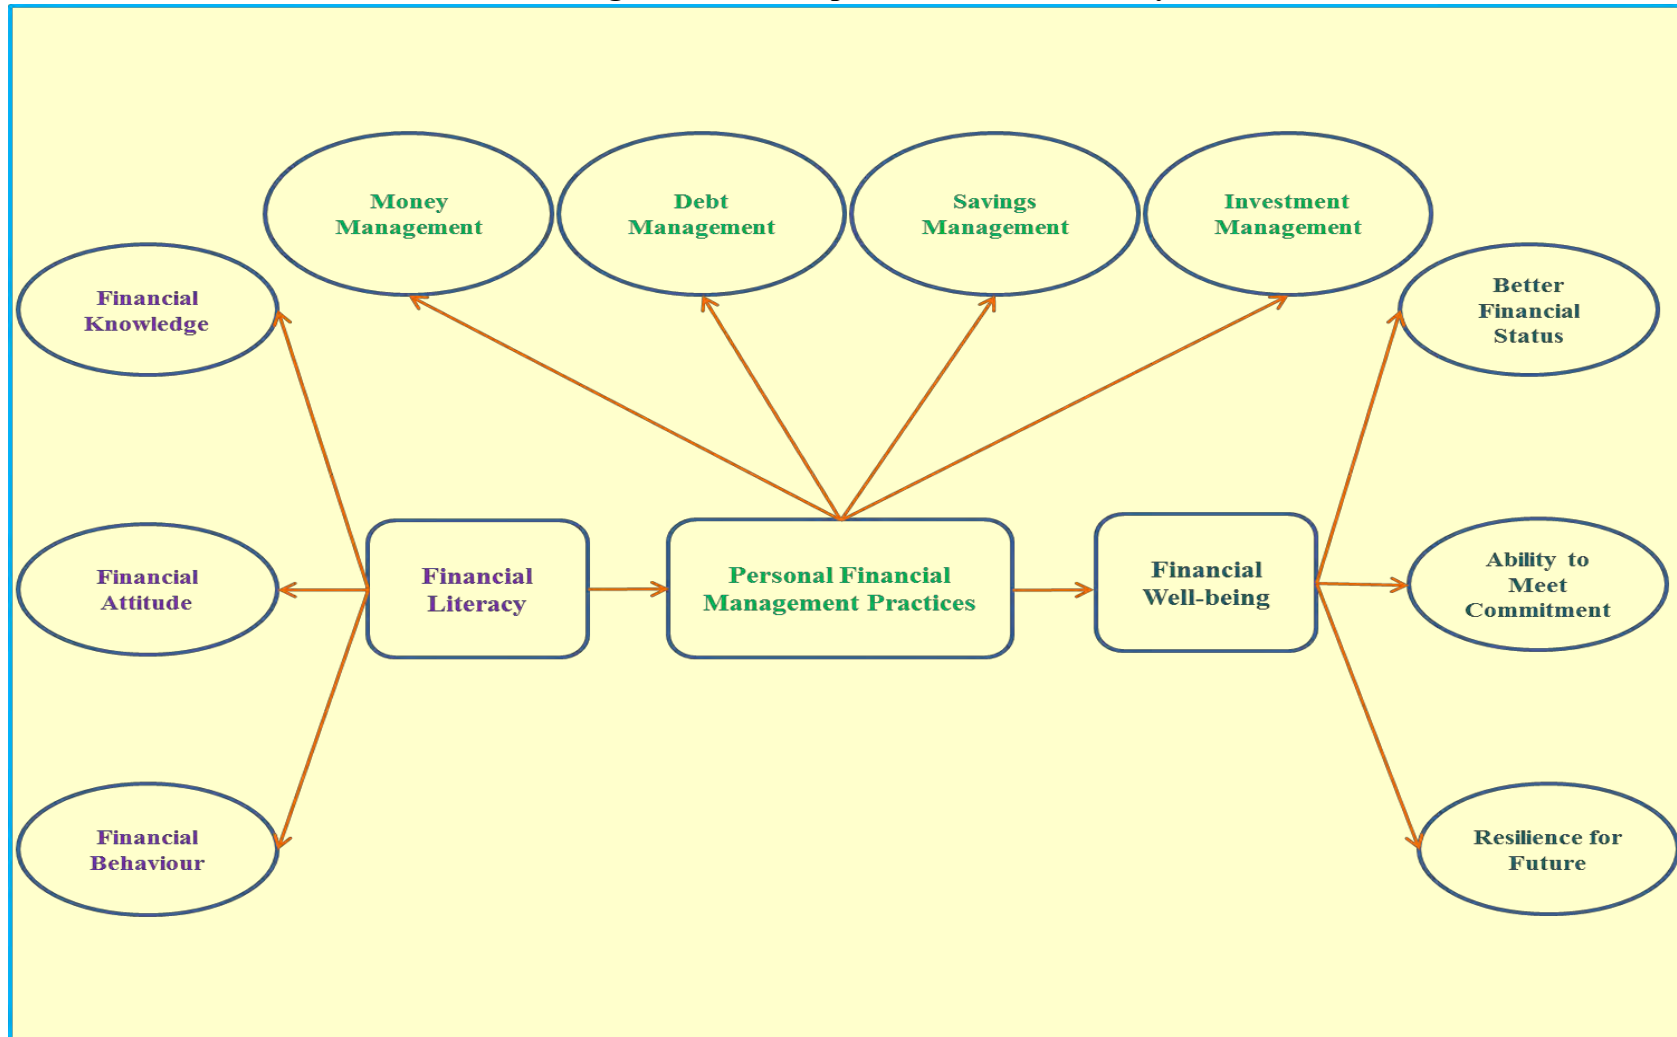 Money
Management
Debt
Management
Savings
Management
Investment
Management
Financial
Knowledge
Better
Financial
Status
Financial
Attitude
Financial
Literacy
Personal Financial
Management Practices
Financial
Well-being
Ability to
Meet
Commitment
Financial
Behaviour
Resilience for
Future